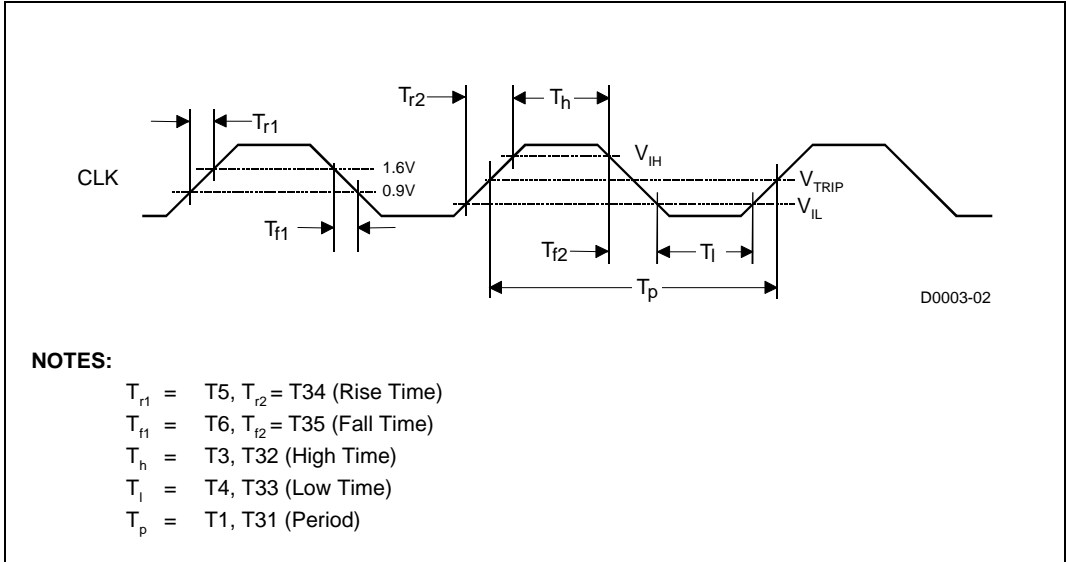 Tr2
Th
Tr1
VIH
1.6V
CLK
VTRIP
0.9V
VIL
Tf1
Tf2
Tl
Tp
D0003-02
NOTES:
Tr1 = T5, Tr2 = T34 (Rise Time)
Tf1 = T6, Tf2 = T35 (Fall Time)
Th = T3, T32 (High Time)
Tl = T4, T33 (Low Time)
Tp = T1, T31 (Period)